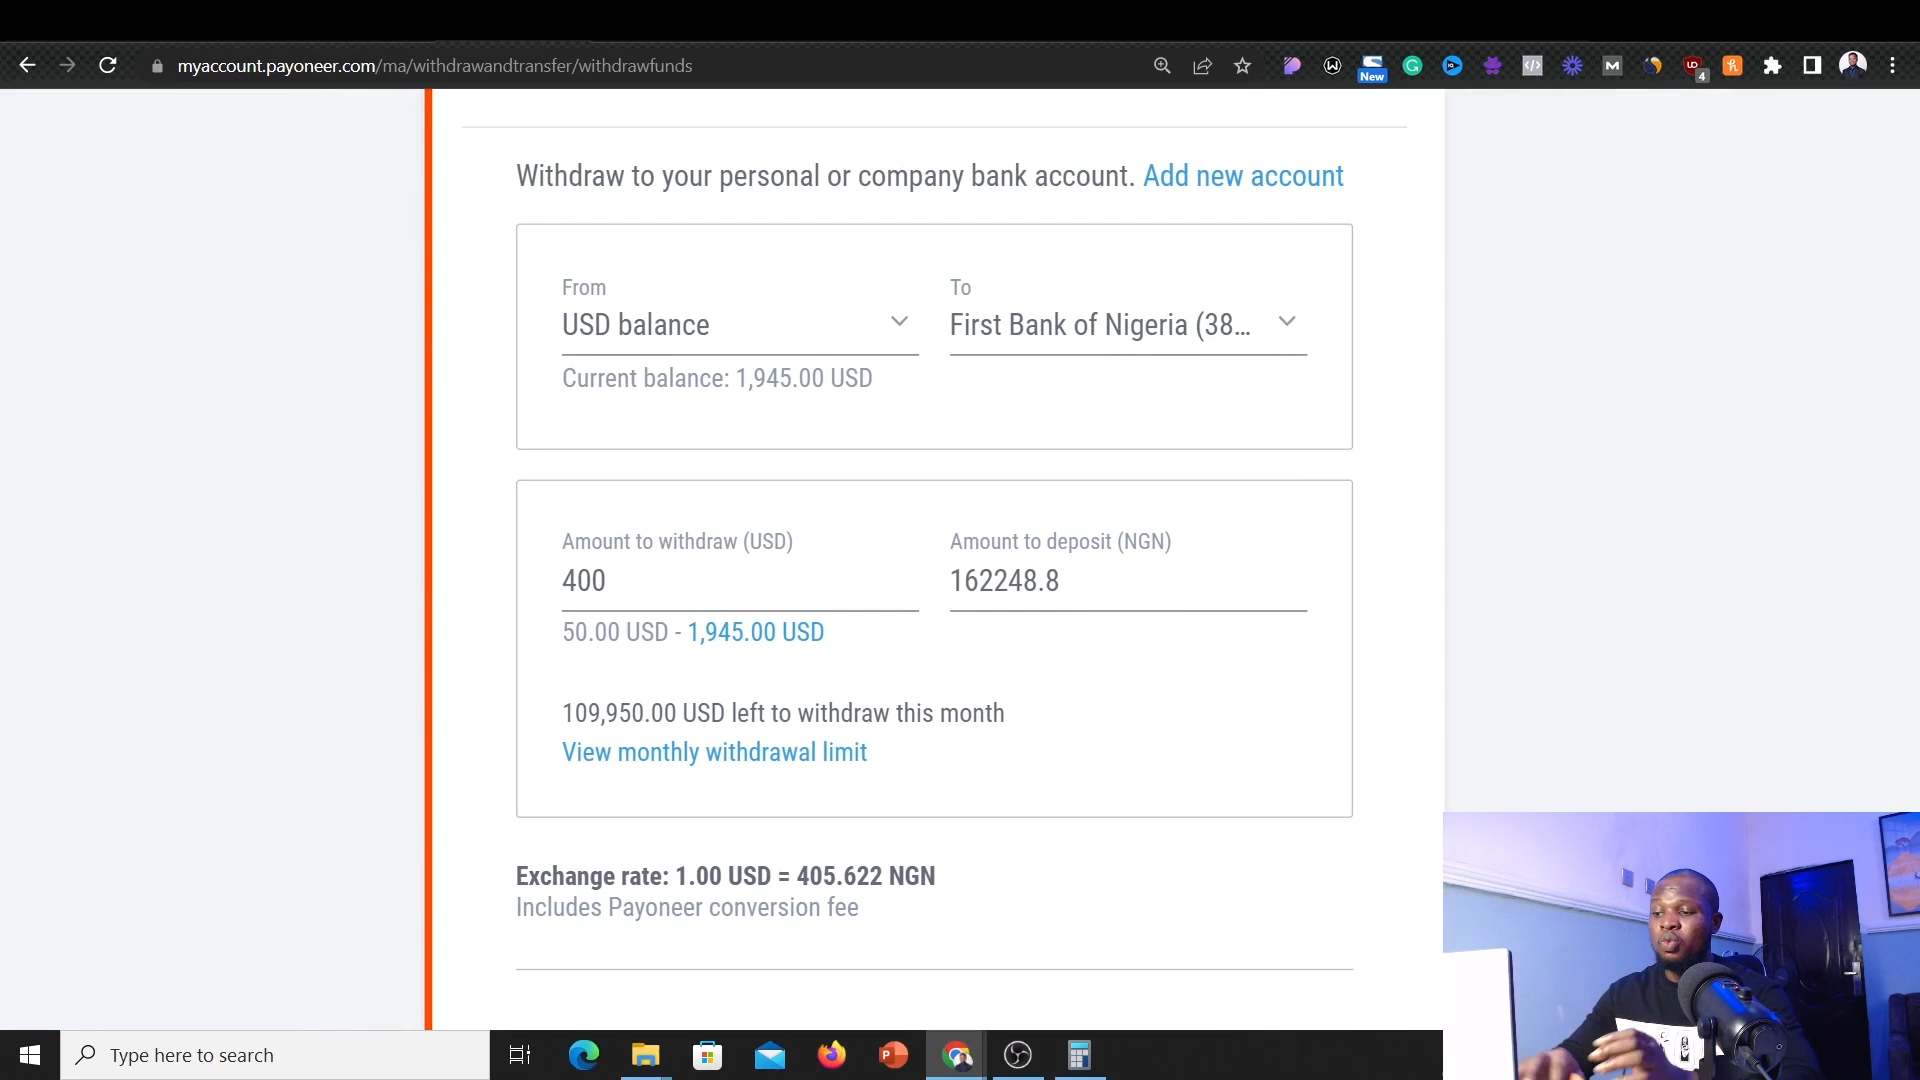 myaccount.payoneer.com/ma/withdrawandtransfer/withdrawfunds
New
4
Withdraw to your personal or company bank account. Add new account
From
USD balance
Current balance: 1,945.00 USD
To
First Bank of Nigeria (38...
Amount to withdraw (USD)
400
50.00 USD - 1,945.00 USD
Amount to deposit (NGN)
162248.8
109,950.00 USD left to withdraw this month
View monthly withdrawal limit
Exchange rate: 1.00 USD = 405.622 NGN
Includes Payoneer conversion fee
Type here to search